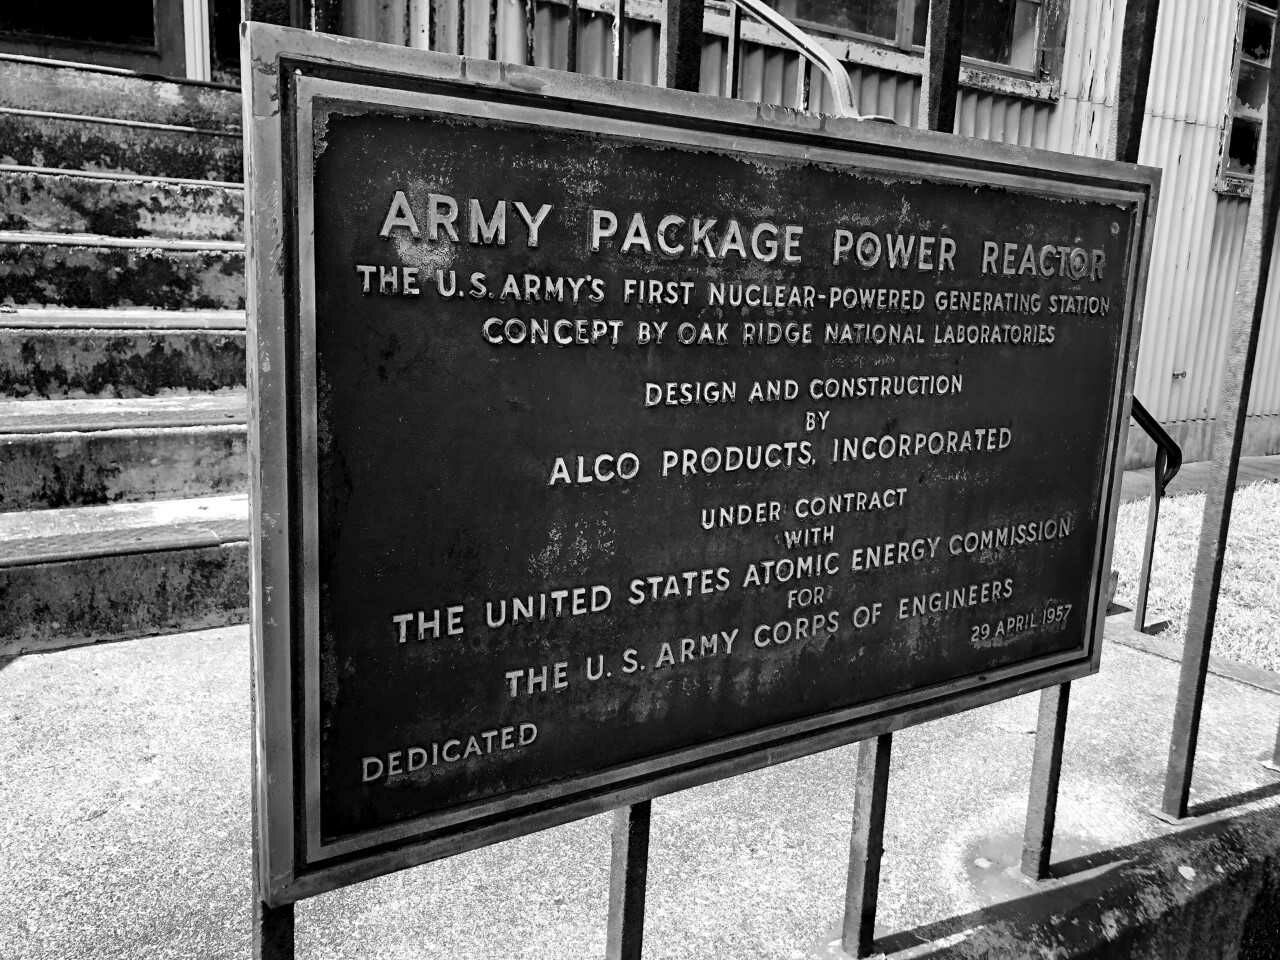 ARMY PACKAGE POWER REACTOR
THE U.S. ARMY'S FIRST NUCLEAR-POWERED GENERATING STATION
CONCEPT BY OAK RIDGE NATIONAL LABORATORIES
DESIGN AND CONSTRUCTION
BY
ALCO PRODUCTS, INCORPORATED
UNDER CONTRACT
WITH
THE UNITED STATES ATOMIC ENERGY COMMISSION
FOR
THE U. S. ARMY CORPS OF ENGINEERS
DEDICATED 29 APRIL 1957